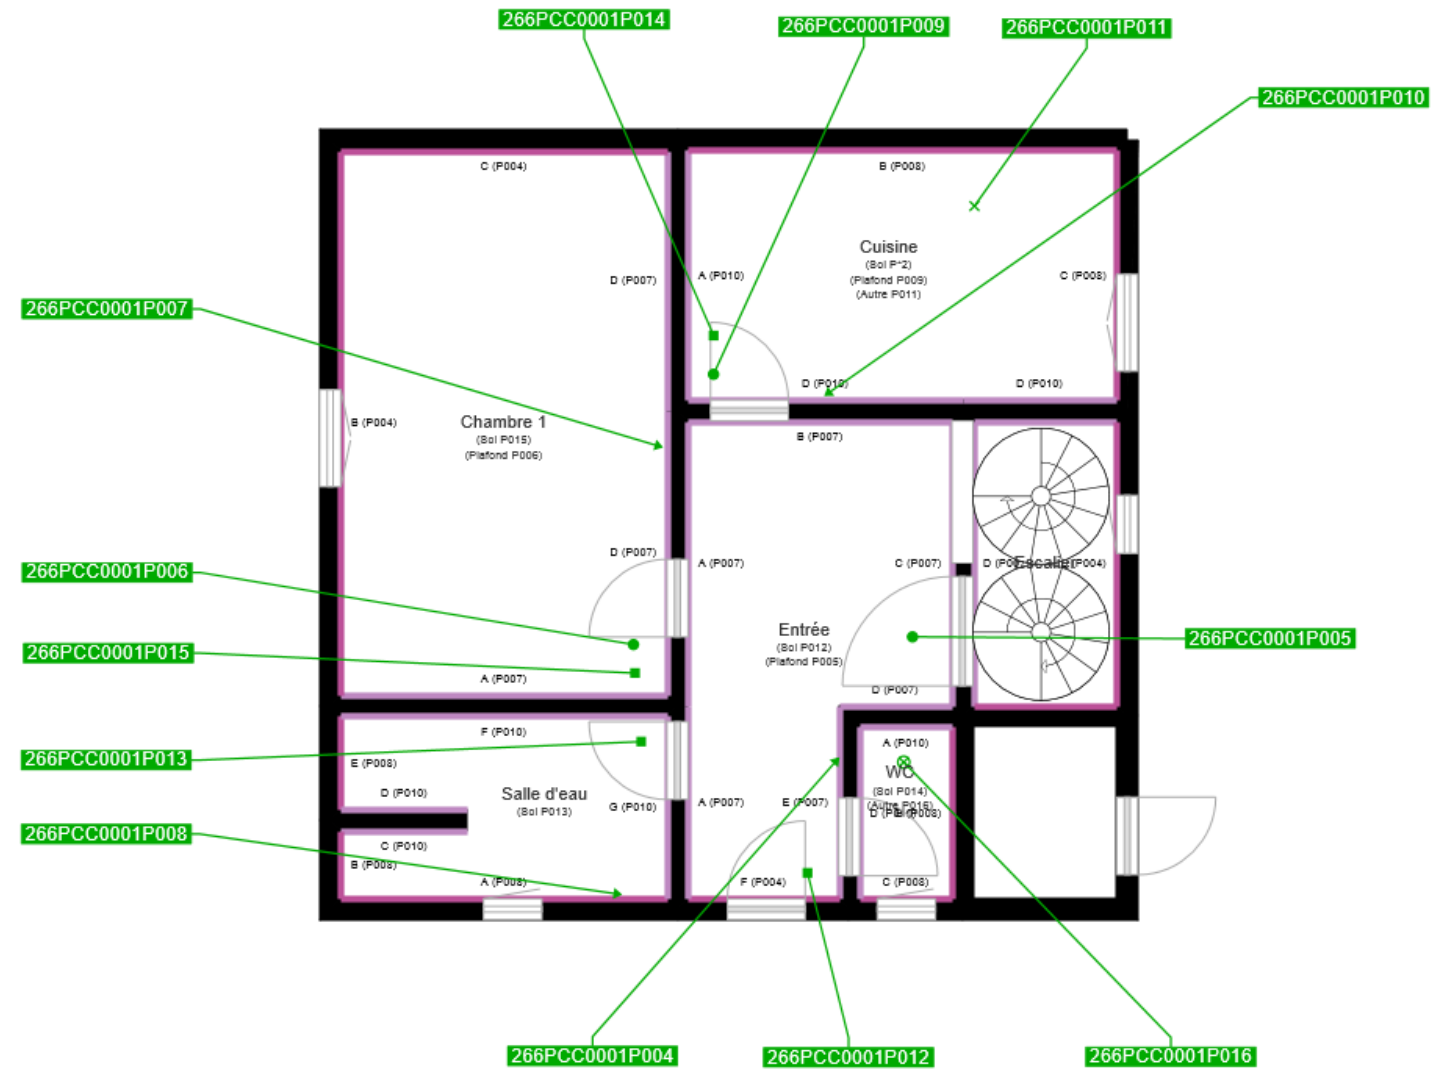 266PCC0001P014
266PCC0001P009
266PCC0001P011
266PCC0001P010
C (P004)
B (P008)
Cuisine
(Sol P*2)
(Plafond P009)
(Autre P011)
A (P010)
C (P008)
D (P007)
266PCC0001P007
D (P010)
D (P010)
B (P004)
Chambre 1
(Sol P015)
(Plafond P006)
B (P007)
D (P007)
A (P007)
C (P007)
Escalier
266PCC0001P006
Entrée
(Sol P012)
(Plafond P005)
266PCC0001P005
266PCC0001P015
A (P007)
D (P007)
F (P010)
A (P010)
266PCC0001P013
E (P008)
WC
(Sol P014)
(Autre P016)
D (P010)
Salle d'eau
(Sol P013)
G (P010)
A (P007)
E (P007)
266PCC0001P008
C (P010)
B (P008)
A (P008)
F (P004)
C (P008)
266PCC0001P004
266PCC0001P012
266PCC0001P016